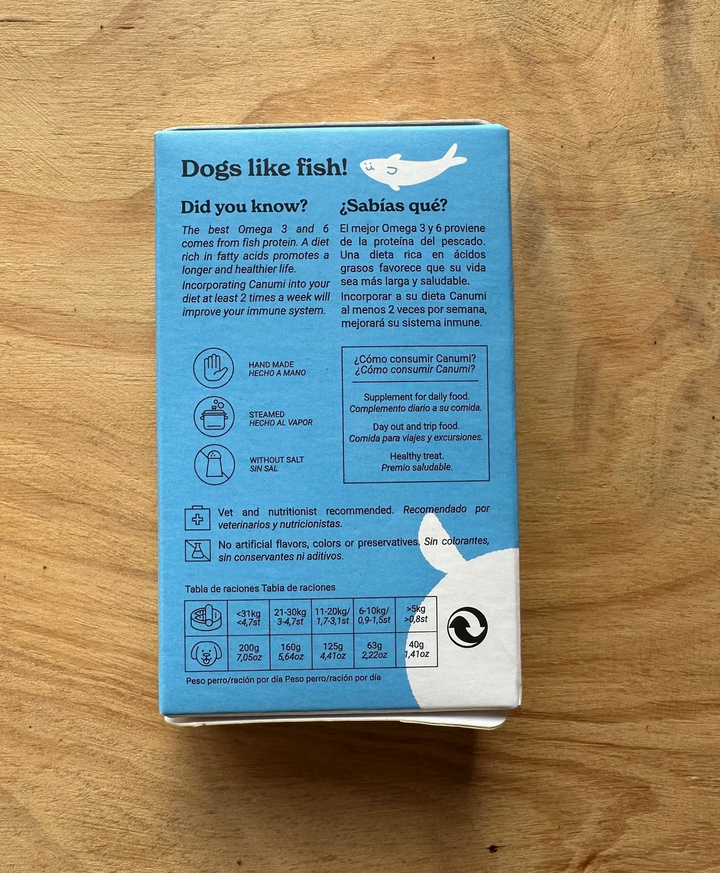 Dogs like fish!
Did you know?
The best Omega 3 and 6
comes from fish protein. A diet
rich in fatty acids promotes a
longer and healthier life.
Incorporating Canumi into your
diet at least 2 times a week will
improve your immune system.
¿Sabías qué?
El mejor Omega 3 y 6 proviene
de la proteína del pescado.
Una dieta rica en ácidos
grasos favorece que su vida
sea más larga y saludable.
Incorporar a su dieta Canumi
al menos 2 veces por semana,
mejorará su sistema inmune.
HAND MADE
HECHO A MANO
STEAMED
HECHO AL VAPOR
WITHOUT SALT
SIN SAL
¿Cómo consumir Canumi?
¿Cómo consumir Canumi?
Supplement for daily food.
Complemento diario a su comida.
Day out and trip food.
Comida para viajes y excursiones.
Healthy treat.
Premio saludable.
Vet and nutritionist recommended. Recomendado por
veterinarios y nutricionistas.
No artificial flavors, colors or preservatives. Sin colorantes,
sin conservantes ni aditivos.
Tabla de raciones Tabla de raciones
<31kg 21-30kg 11-20kg/ 6-10kg/ >5kg
<4,7st 3-4,7st 1,7-3,1st 0,9-1,5st >0,8st
200g 160g 125g 63g 40g
7,05oz 5,64oz 4,41oz 2,22oz 1,41oz
Peso perro/ración por día Peso perro/ración por día